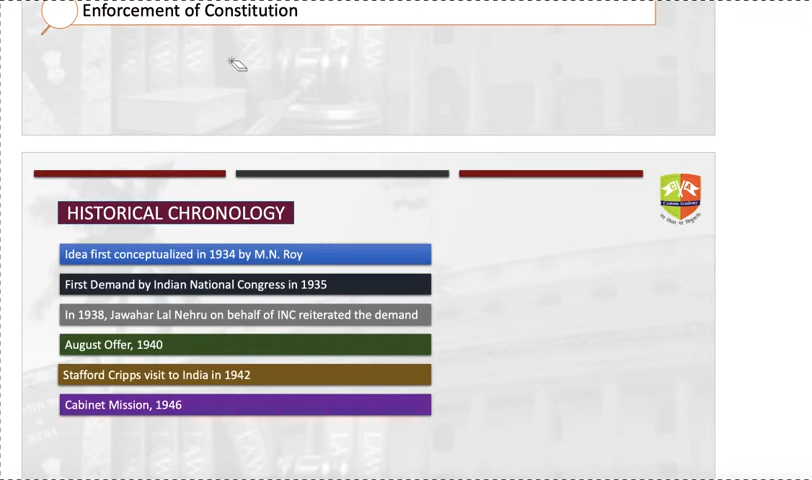 Enforcement of Constitution
HISTORICAL CHRONOLOGY
Idea first conceptualized in 1934 by M.N. Roy
First Demand by Indian National Congress in 1935
In 1938, Jawahar Lal Nehru on behalf of INC reiterated the demand
August Offer, 1940
Stafford Cripps visit to India in 1942
Cabinet Mission, 1946
LAW
LAW